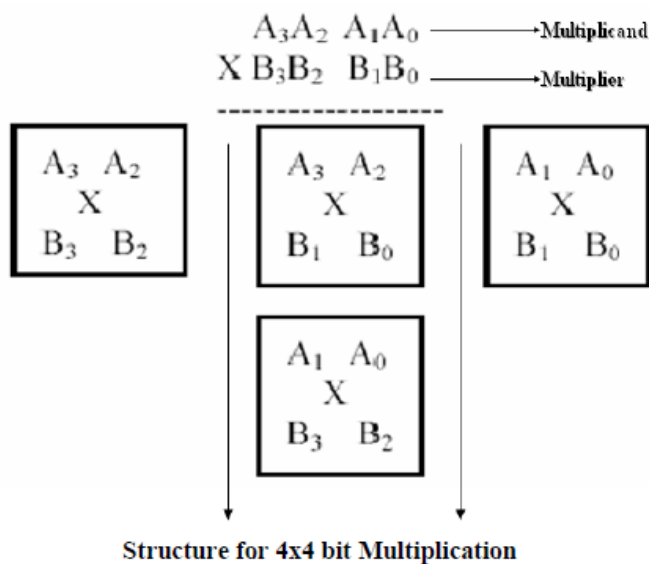 A₃A₂ A₁A₀ Multiplicand
X B₃B₂ B₁B₀ Multiplier
A₃ A₂
X
B₃ B₂
A₃ A₂
X
B₁ B₀
A₁ A₀
X
B₁ B₀
A₁ A₀
X
B₃ B₂
Structure for 4x4 bit Multiplication